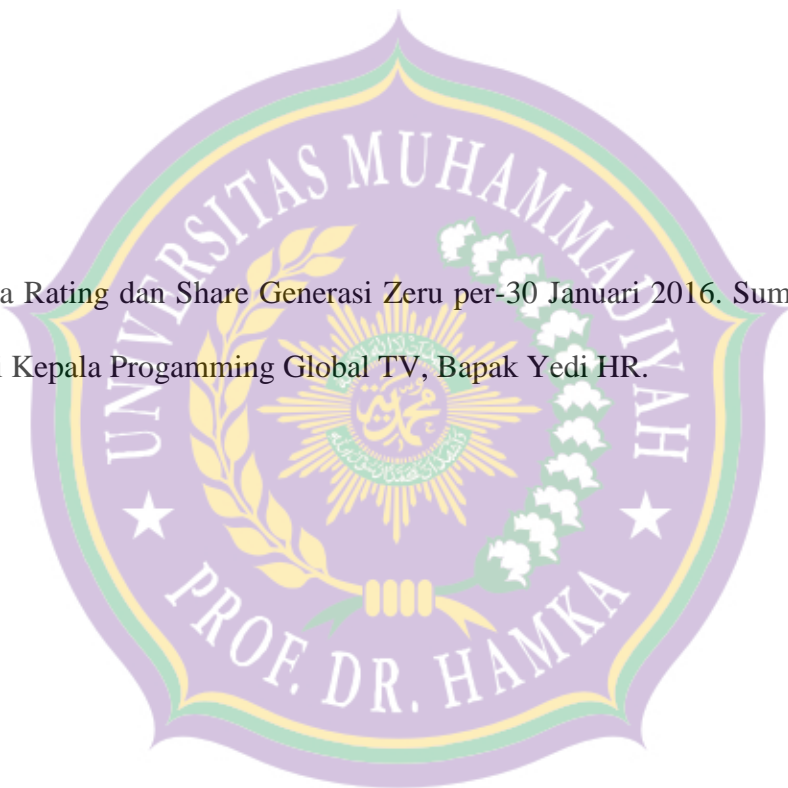 UNIVERSITAS MUHAMMADIYAH
a Rating dan Share Generasi Zeru per-30 Januari 2016. Sum
Kepala Progamming Global TV, Bapak Yedi HR.
محمدية
PROF. DR. HAMKA